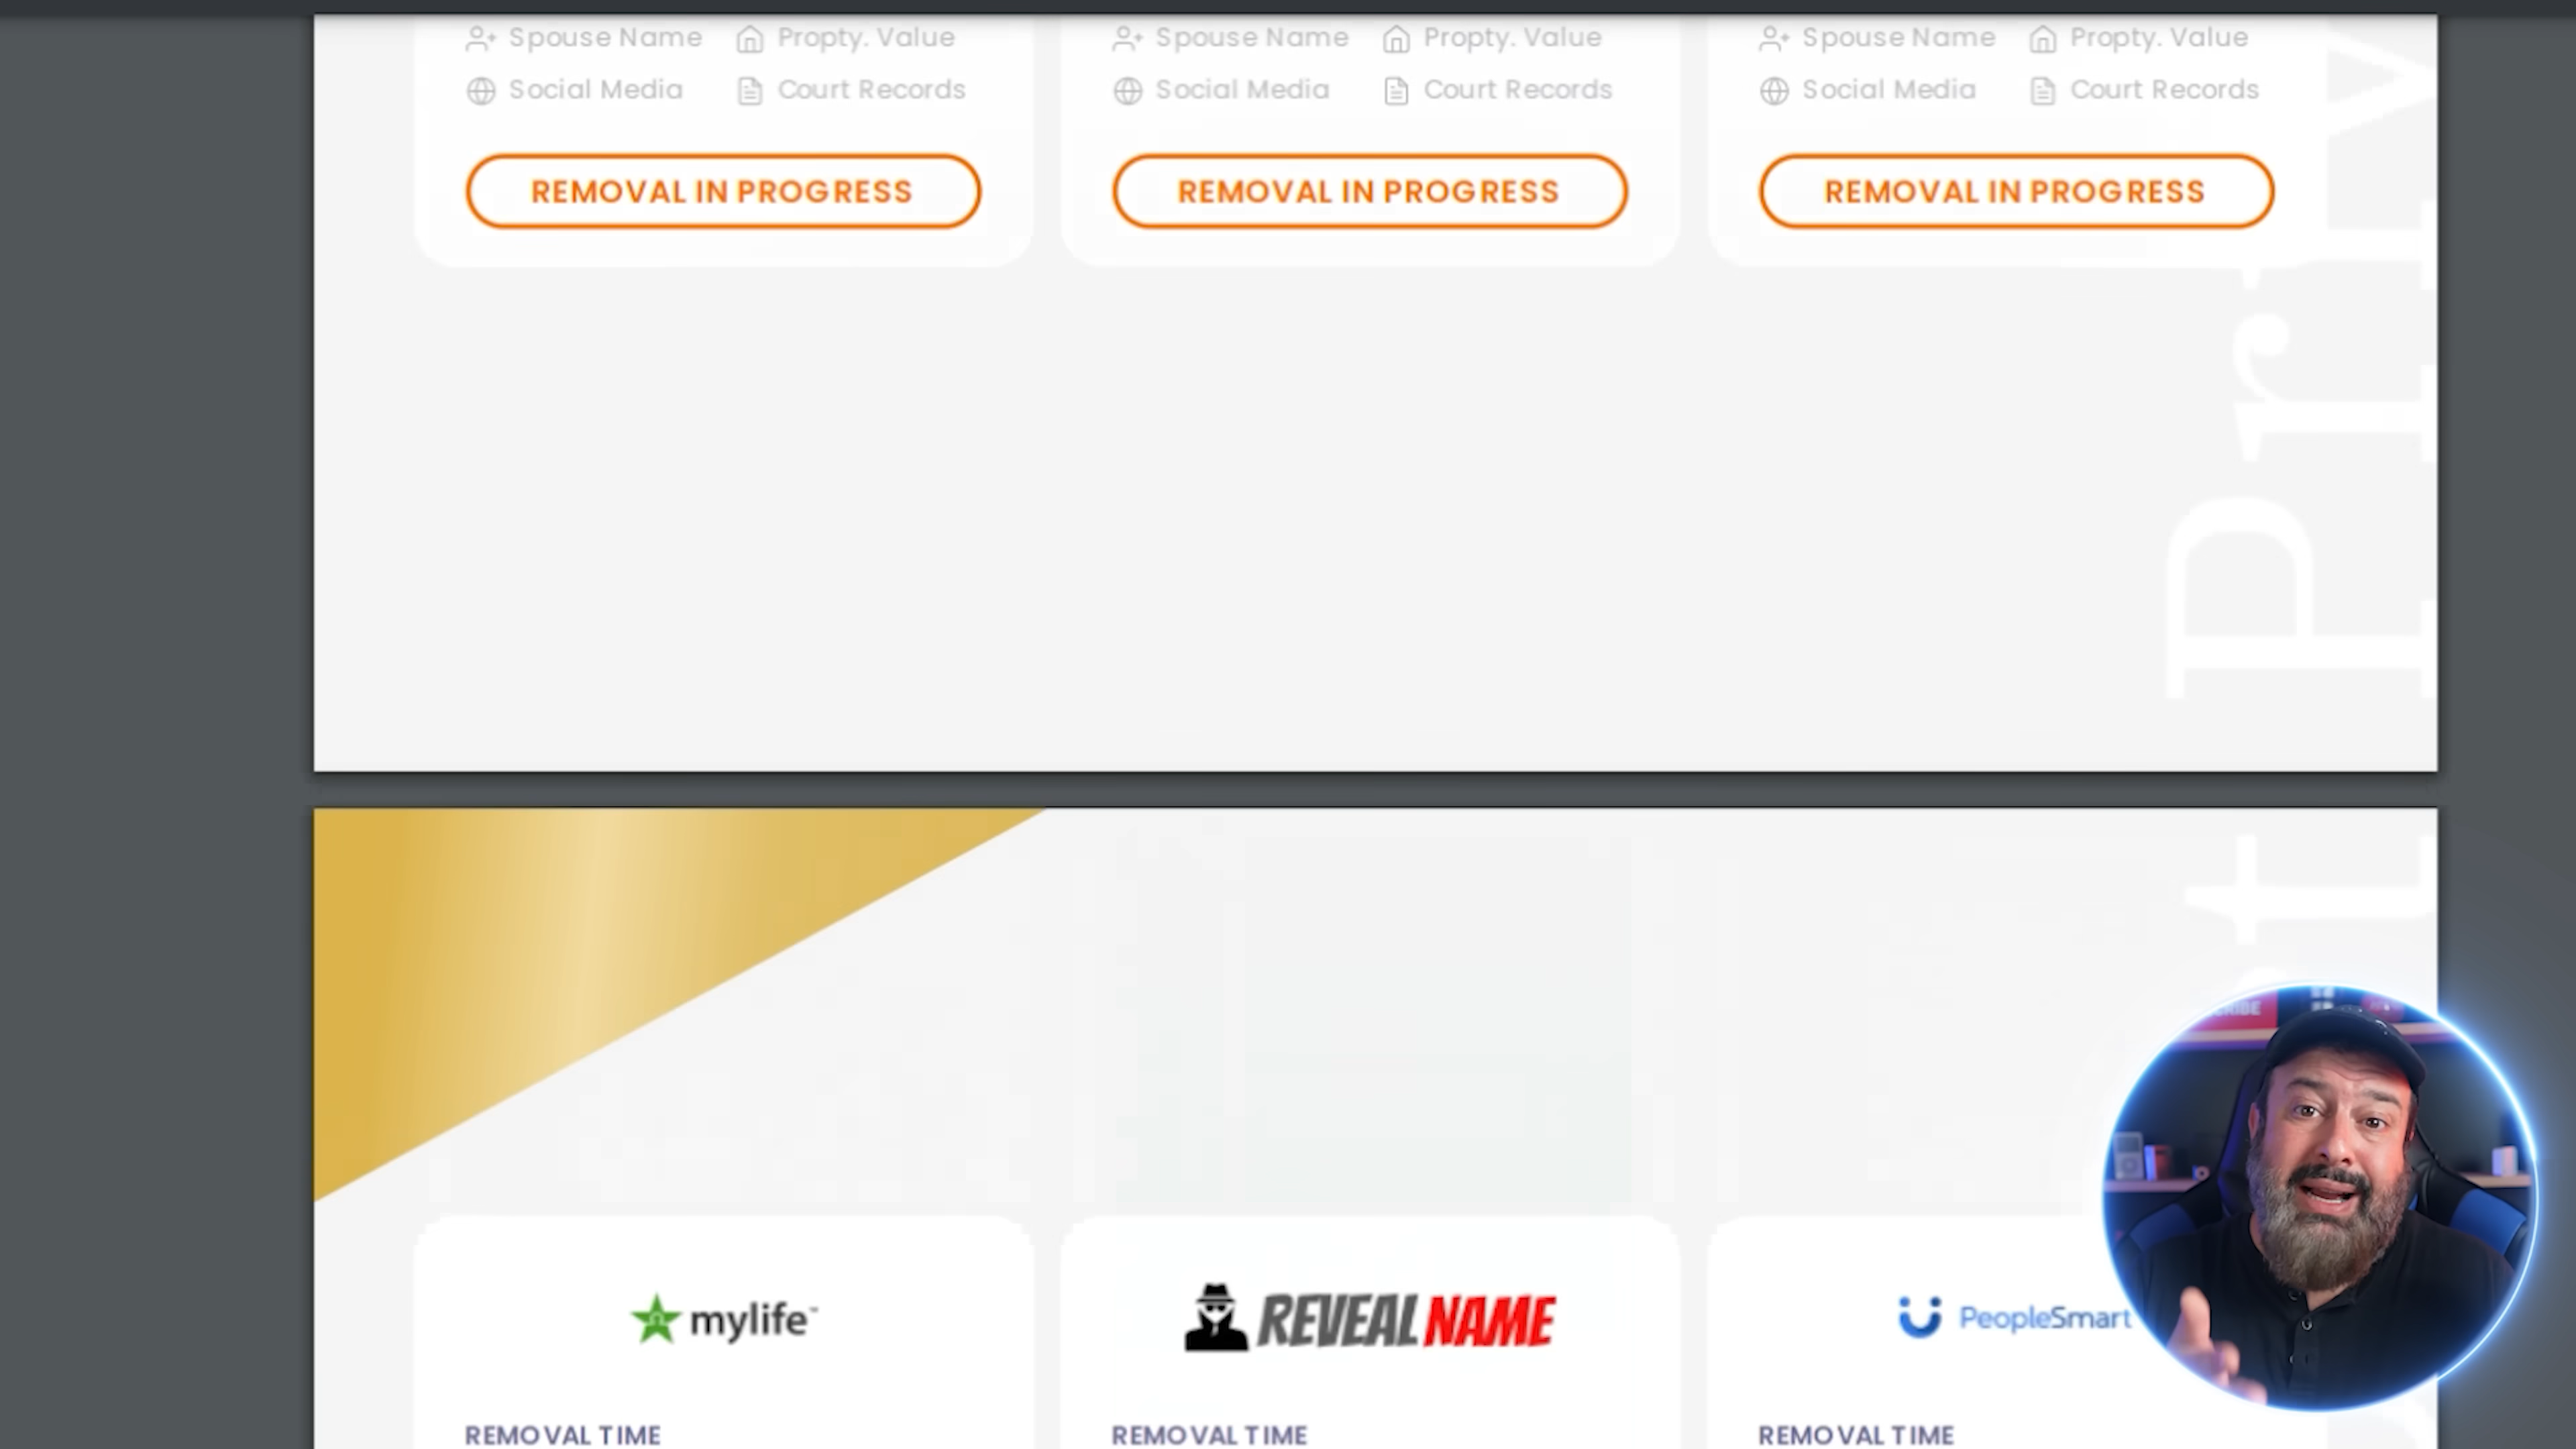 Spouse Name Propty. Value Spouse Name Propty. Value Spouse Name Propty. Value
Social Media Court Records Social Media Court Records Social Media Court Records
REMOVAL IN PROGRESS REMOVAL IN PROGRESS REMOVAL IN PROGRESS
mylife REVEAL NAME PeopleSmart
REMOVAL TIME REMOVAL TIME REMOVAL TIME